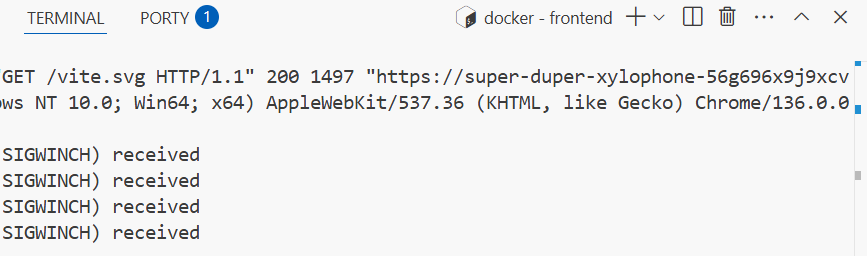 TERMINAL PORTY 1 docker - frontend
GET /vite.svg HTTP/1.1" 200 1497 "https://super-duper-xylophone-56g696x9j9xcv
ows NT 10.0; Win64; x64) AppleWebKit/537.36 (KHTML, like Gecko) Chrome/136.0.0
SIGWINCH) received
SIGWINCH) received
SIGWINCH) received
SIGWINCH) received